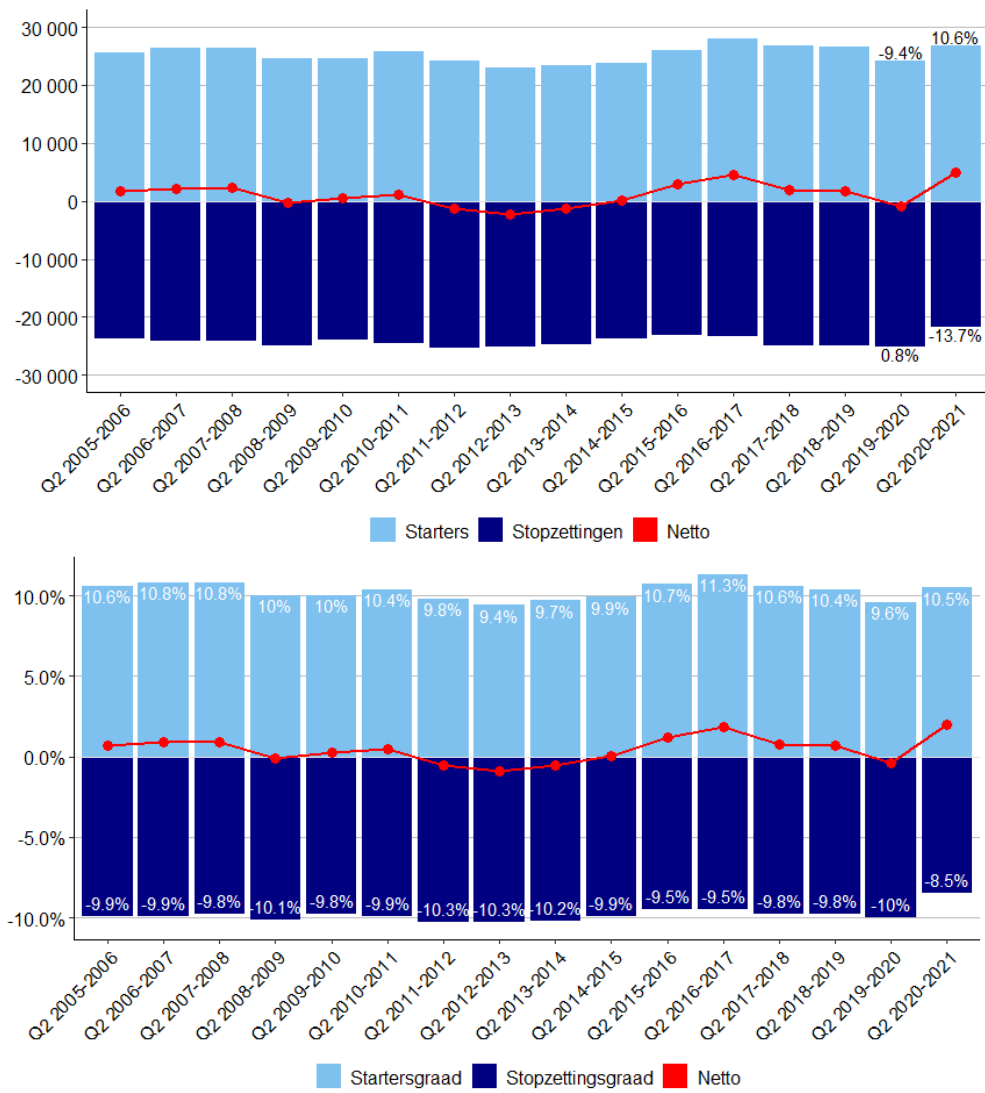 30 000
20 000
10 000
0
-10 000
-20 000
-30 000
-9.4%
10.6%
0.8%
-13.7%
Q2 2005-2006
Q2 2006-2007
Q2 2007-2008
Q2 2008-2009
Q2 2009-2010
Q2 2010-2011
Q2 2011-2012
Q2 2012-2013
Q2 2013-2014
Q2 2014-2015
Q2 2015-2016
Q2 2016-2017
Q2 2017-2018
Q2 2018-2019
Q2 2019-2020
Q2 2020-2021
Starters Stopzettingen Netto
10.0%
5.0%
0.0%
-5.0%
-10.0%
10.6% 10.8% 10.8% 10% 10% 10.4% 9.8% 9.4% 9.7% 9.9% 10.7% 11.3% 10.6% 10.4% 9.6% 10.5%
-9.9% -9.9% -9.8% -10.1% -9.8% -9.9% -10.3% -10.3% -10.2% -9.9% -9.5% -9.5% -9.8% -9.8% -10% -8.5%
Q2 2005-2006
Q2 2006-2007
Q2 2007-2008
Q2 2008-2009
Q2 2009-2010
Q2 2010-2011
Q2 2011-2012
Q2 2012-2013
Q2 2013-2014
Q2 2014-2015
Q2 2015-2016
Q2 2016-2017
Q2 2017-2018
Q2 2018-2019
Q2 2019-2020
Q2 2020-2021
Startersgraad Stopzettingsgraad Netto